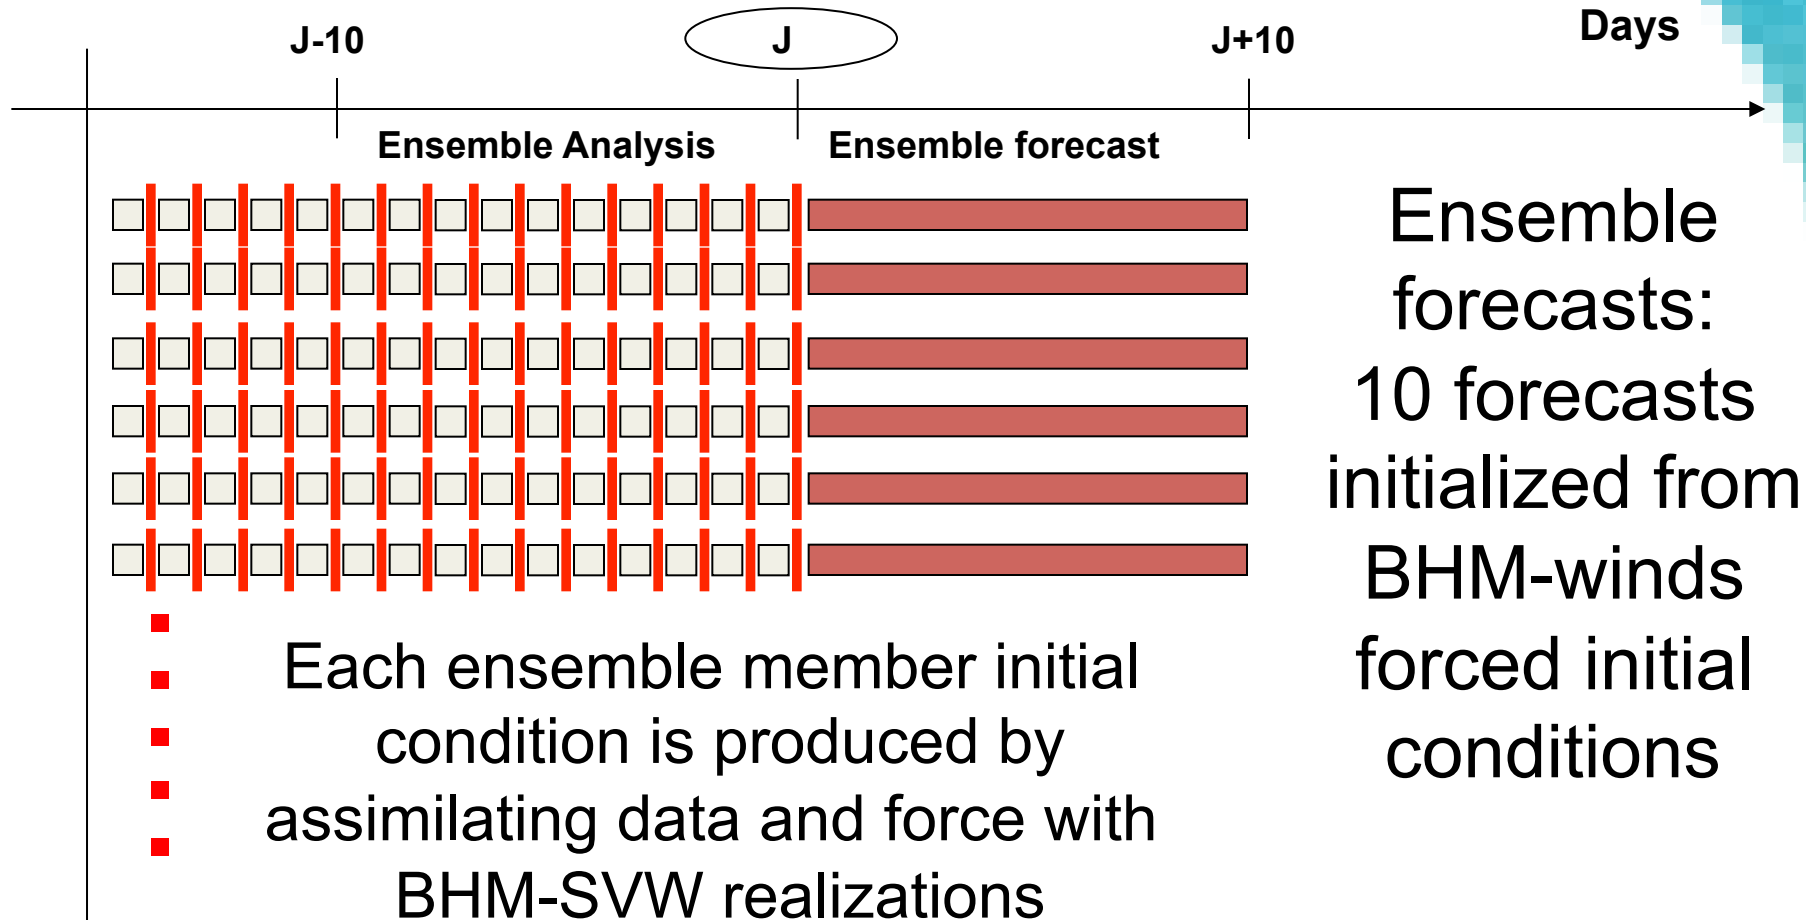 J-10
J
J+10
Days
Ensemble Analysis
Ensemble forecast
Ensemble
forecasts:
10 forecasts
initialized from
BHM-winds
forced initial
conditions
Each ensemble member initial
condition is produced by
assimilating data and force with
BHM-SVW realizations